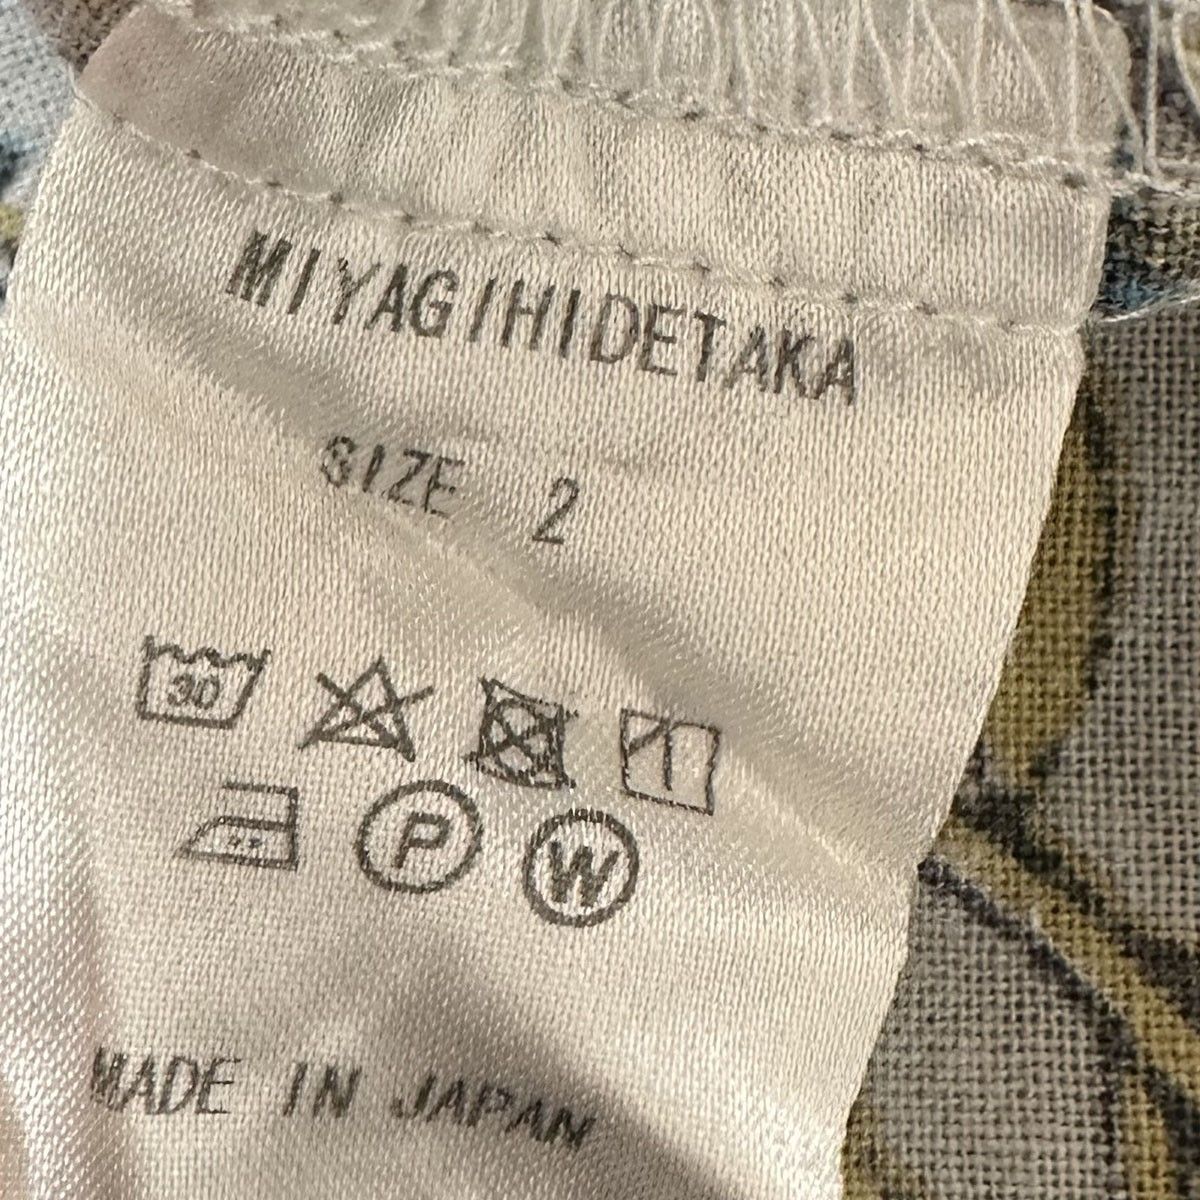 MIYAGIHIDETAKA
SIZE 2
30
P W
MADE IN JAPAN